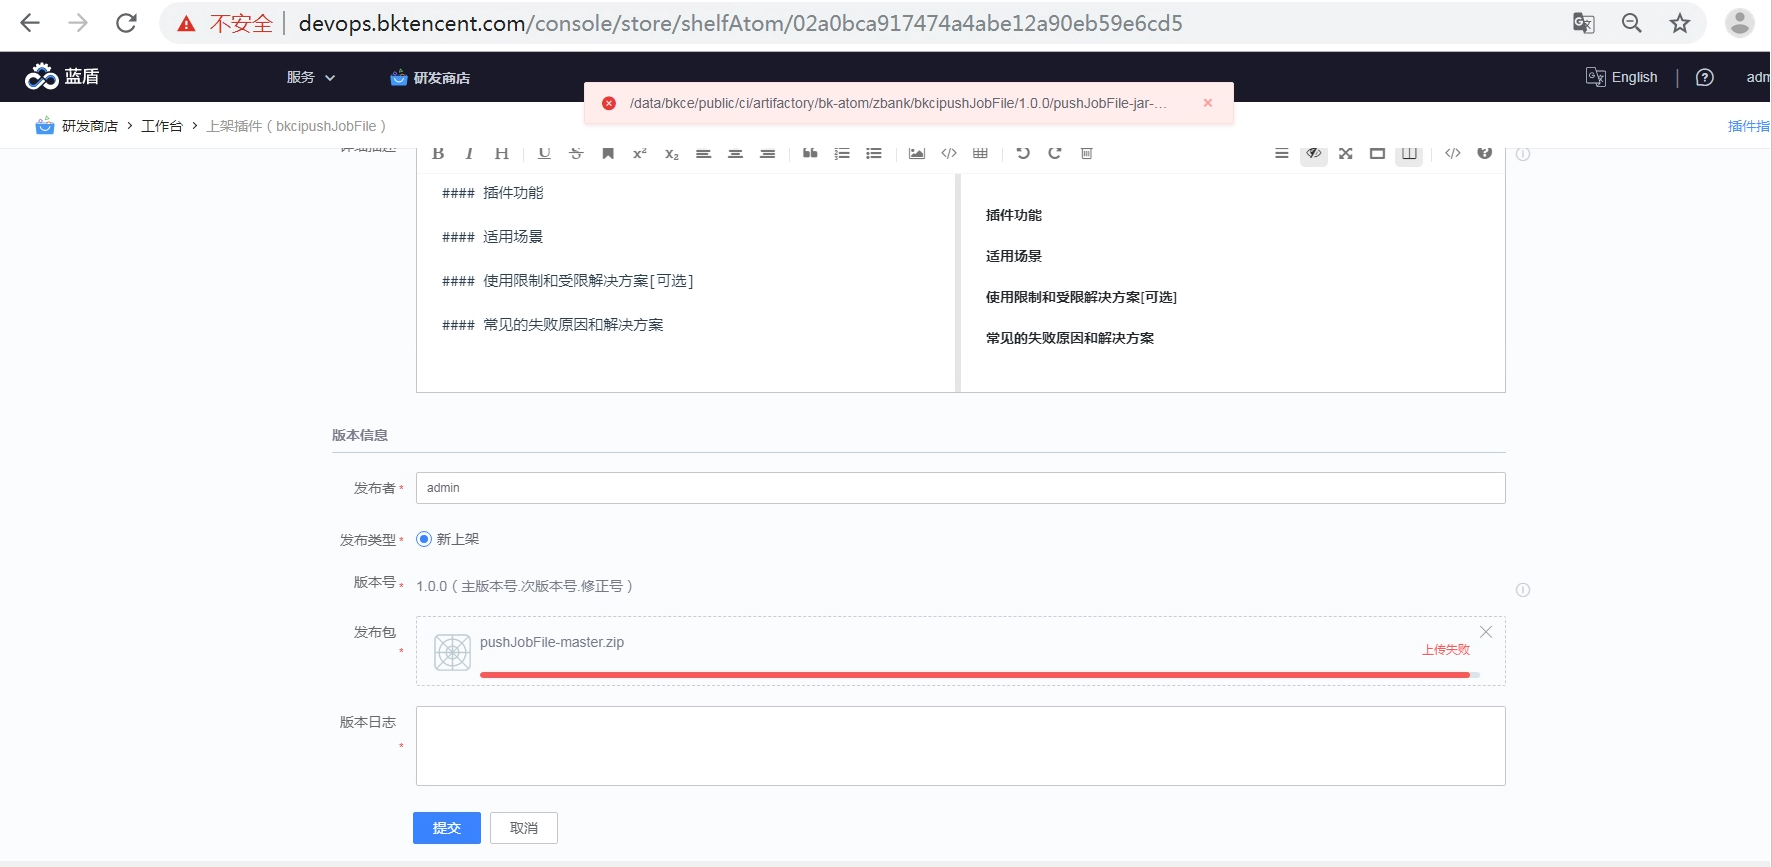 不安全 devops.bktencent.com/console/store/shelfAtom/02a0bca917474a4abe12a90eb59e6cd5
蓝盾 服务 研发商店 English adm
/data/bkce/public/ci/artifactory/bk-atom/zbank/bkcipushJobFile/1.0.0/pushJobFile-jar-...
研发商店 > 工作台 > 上架插件（bkcipushJobFile） 插件指
详细描述
#### 插件功能
#### 适用场景
#### 使用限制和受限解决方案[可选]
#### 常见的失败原因和解决方案
插件功能
适用场景
使用限制和受限解决方案[可选]
常见的失败原因和解决方案
版本信息
发布者 * admin
发布类型 * 新上架
版本号 * 1.0.0（主版本号.次版本号.修正号）
发布包 * pushJobFile-master.zip
上传失败
版本日志 *
提交 取消